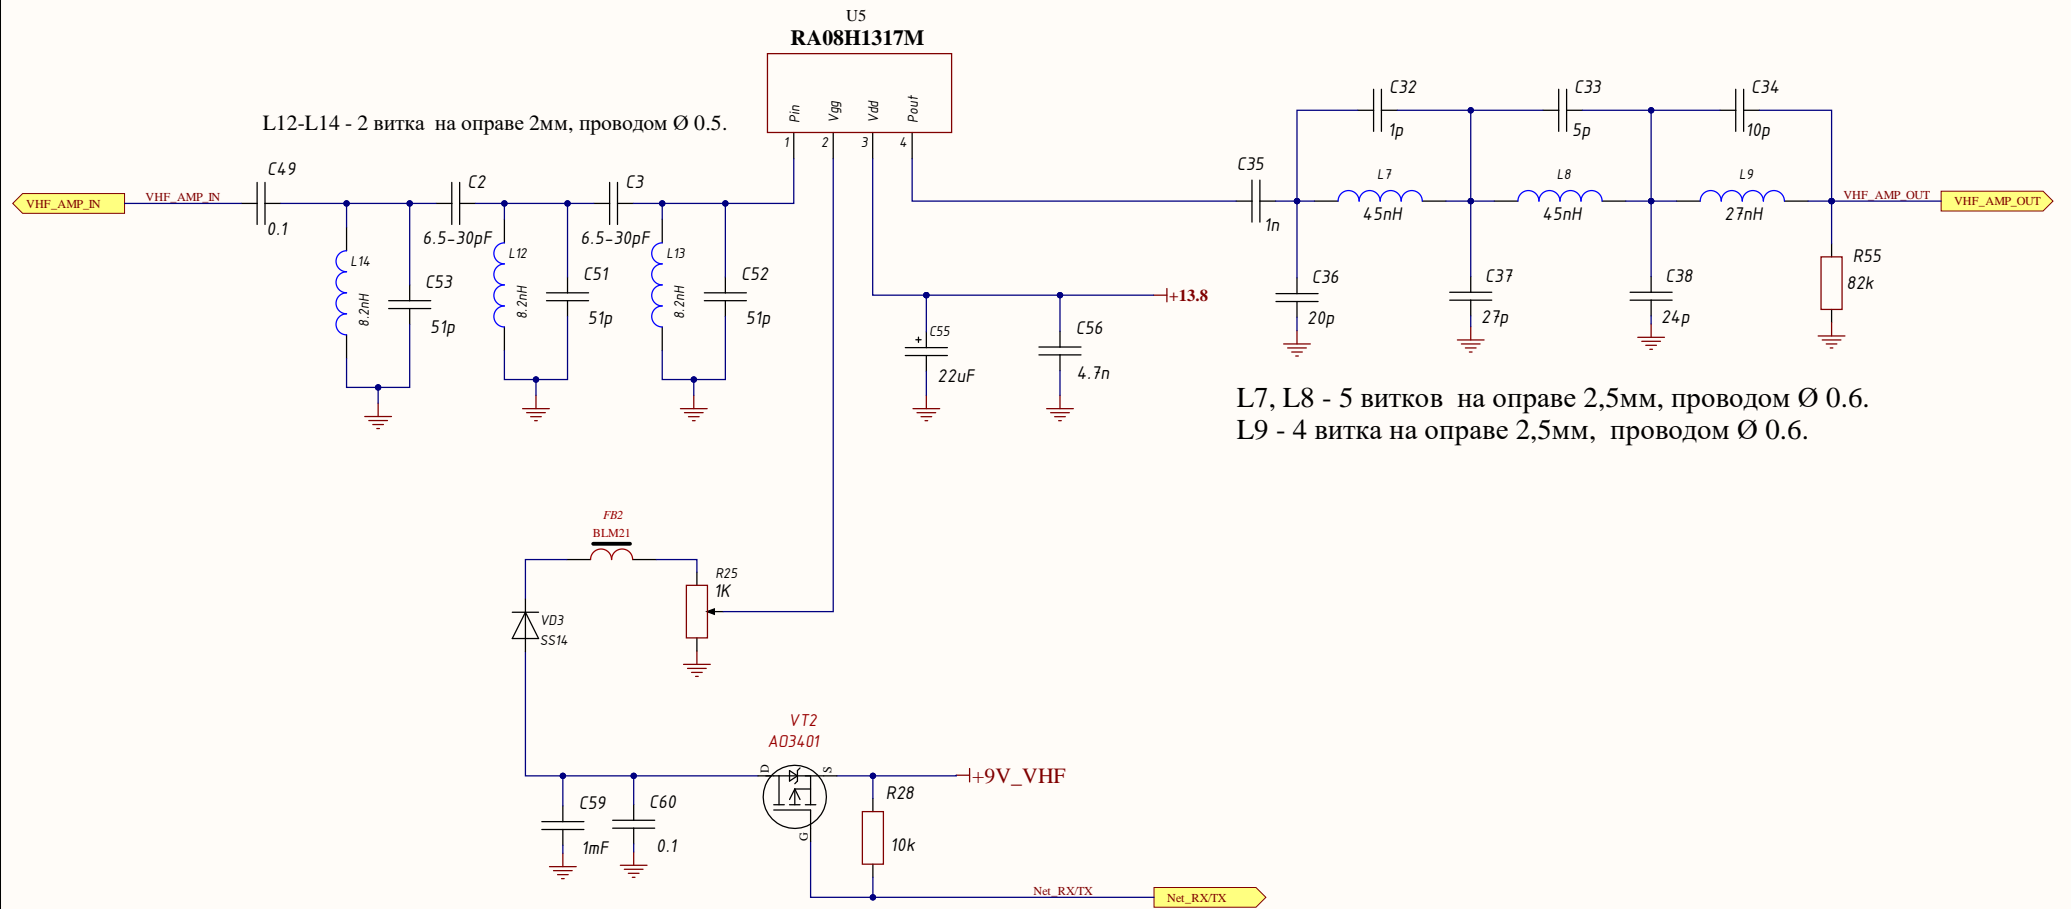 U5
RA08H1317M
Pin
Vgg
Vdd
Pout
1
2
3
4
L12-L14 - 2 витка на оправе 2мм, проводом Ø 0.5.
VHF_AMP_IN
VHF_AMP_IN
C49
0.1
C2
6.5-30pF
C3
6.5-30pF
L14
8.2nH
C53
51p
L12
8.2nH
C51
51p
L13
8.2nH
C52
51p
C55
+
22uF
C56
4.7n
+13.8
C35
1n
C32
1p
C33
5p
C34
10p
L7
45nH
L8
45nH
L9
27nH
VHF_AMP_OUT
VHF_AMP_OUT
C36
20p
C37
27p
C38
24p
R55
82k
L7, L8 - 5 витков на оправе 2,5мм, проводом Ø 0.6.
L9 - 4 витка на оправе 2,5мм, проводом Ø 0.6.
FB2
BLM21
R25
1K
VD3
SS14
VT2
AO3401
D
S
G
+9V_VHF
C59
1mF
C60
0.1
R28
10k
Net_RX/TX
Net_RX/TX